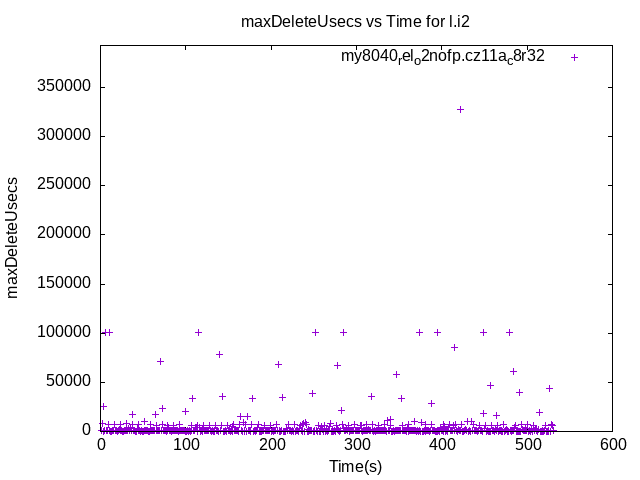 maxDeleteUsecs vs Time for l.i2
my8040relo2nofp.cz11ac8r32
350000
300000
250000
200000
150000
100000
50000
0
maxDeleteUsecs
0 100 200 300 400 500 600
Time(s)